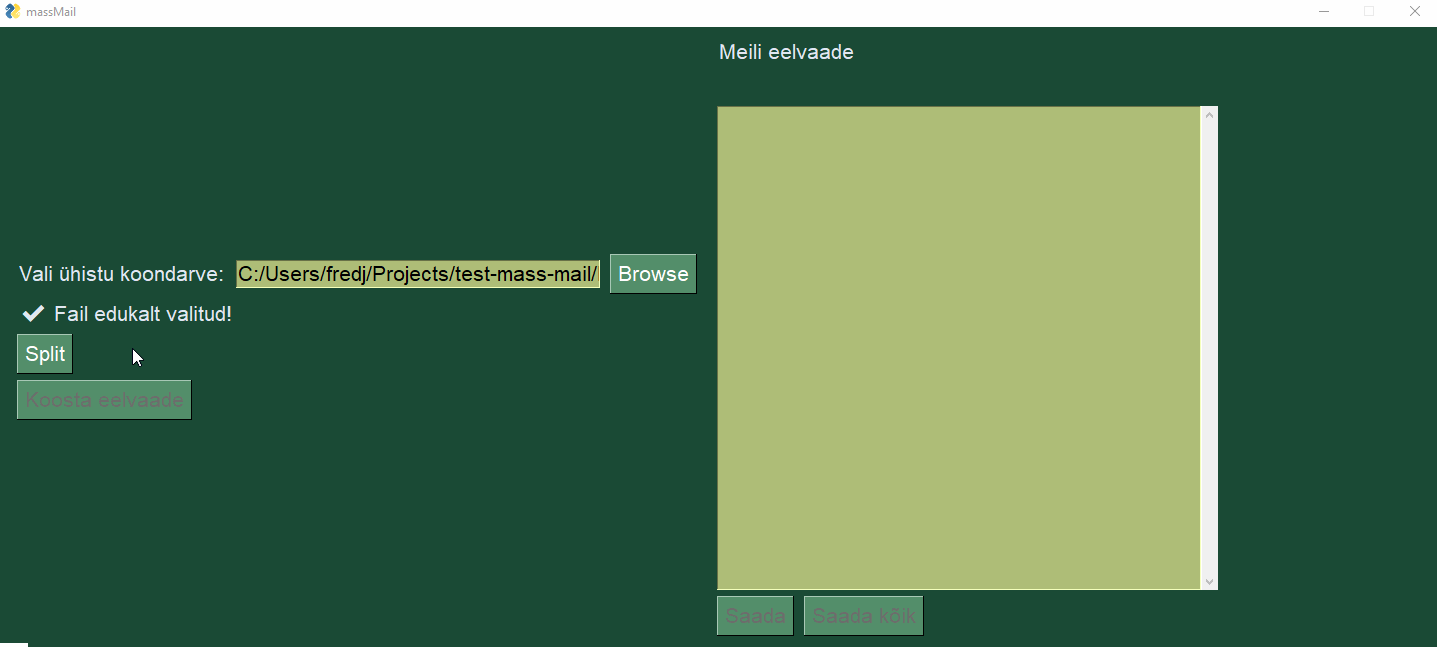 massMail
Meili eelvaade
Vali ühistu koondarve: C:/Users/fredj/Projects/test-mass-mail/ Browse
Fail edukalt valitud!
Split
Koosta eelvaade
Saada Saada kõik